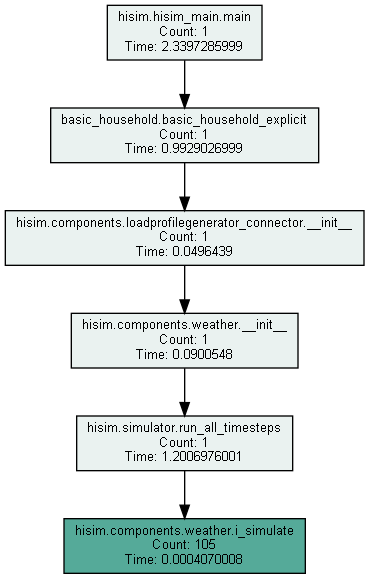 hisim.hisim_main.main
Count: 1
Time: 2.3397285999
basic_household.basic_household_explicit
Count: 1
Time: 0.9929026999
hisim.components.loadprofilegenerator_connector.__init__
Count: 1
Time: 0.0496439
hisim.components.weather.__init__
Count: 1
Time: 0.0900548
hisim.simulator.run_all_timesteps
Count: 1
Time: 1.2006976001
hisim.components.weather.i_simulate
Count: 105
Time: 0.0004070008